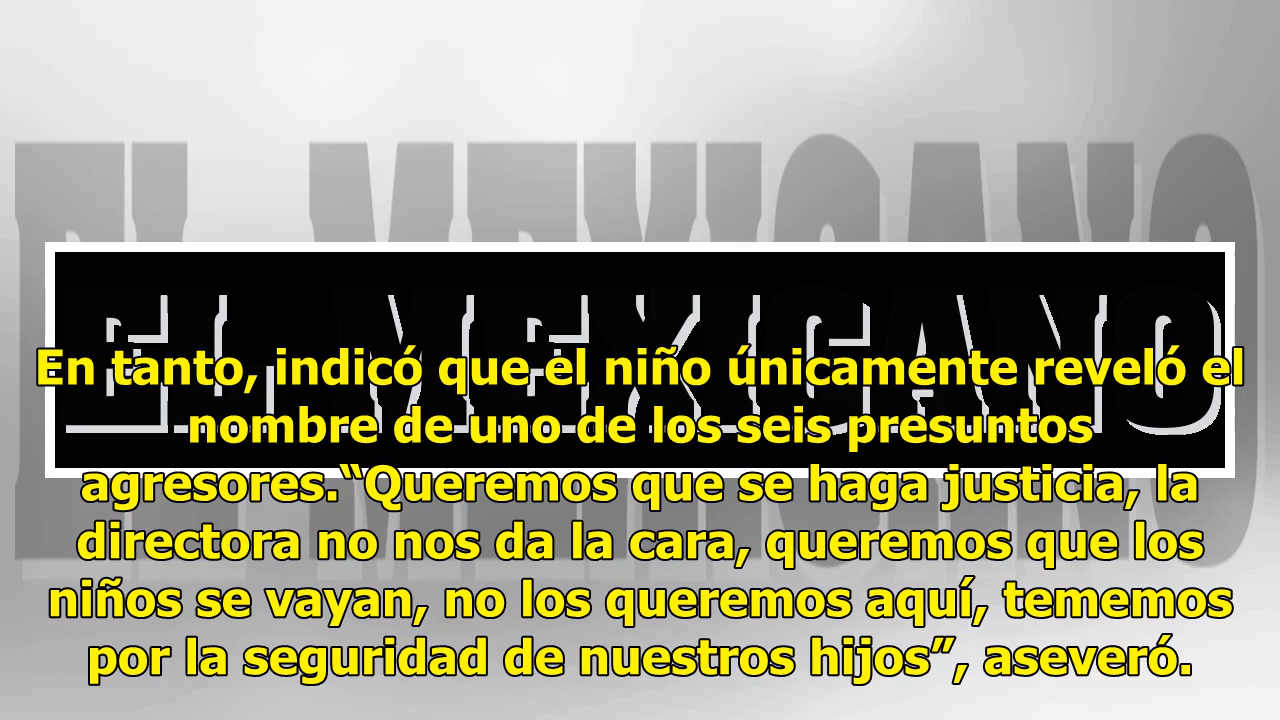 EL MEXICANO
EL MEXICANO
En tanto, indicó que el niño únicamente reveló el
nombre de uno de los seis presuntos
agresores.“Queremos que se haga justicia, la
directora no nos da la cara, queremos que los
niños se vayan, no los queremos aquí, tememos
por la seguridad de nuestros hijos”, aseveró.